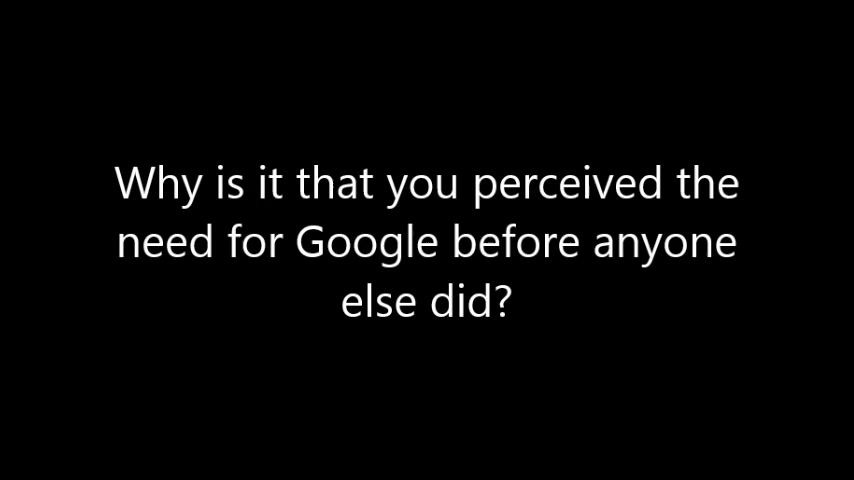 Why is it that you perceived the
need for Google before anyone
else did?